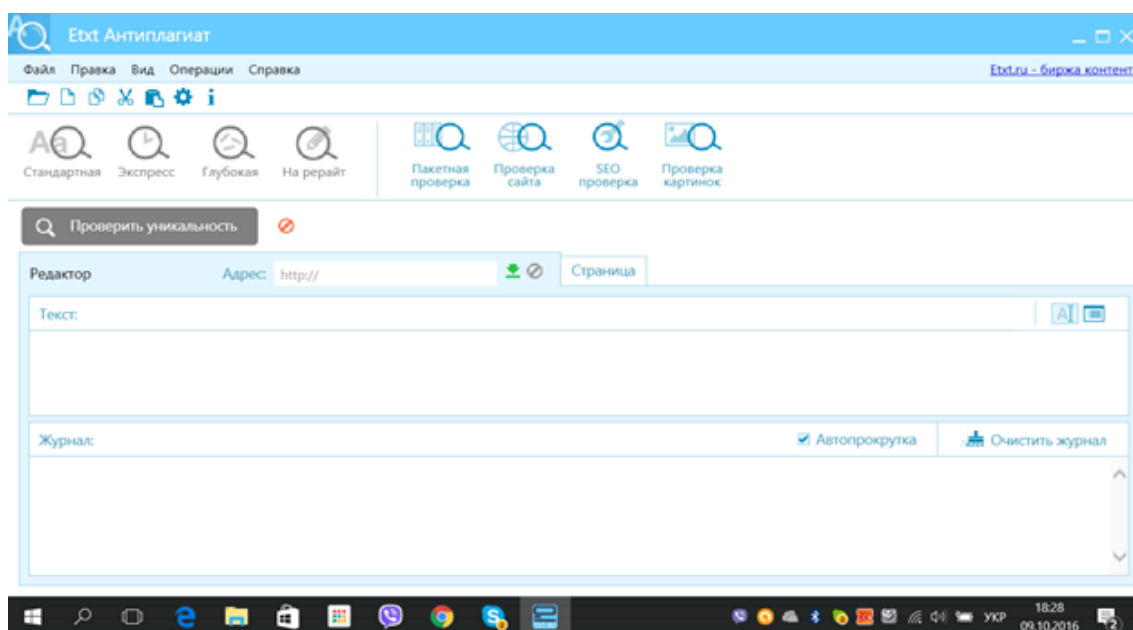 Etxt Антиплагиат
Файл Правка Вид Операции Справка
Etxt.ru - биржа контент
Стандартная Экспресс Глубокая На рерайт
Пакетная проверка
Проверка сайта
SEO проверка
Проверка картинок
Проверить уникальность
Редактор Адрес: http:// Страница
Текст:
Журнал: Автопрокрутка Очистить журнал
УКР
18:28
09.10.2016